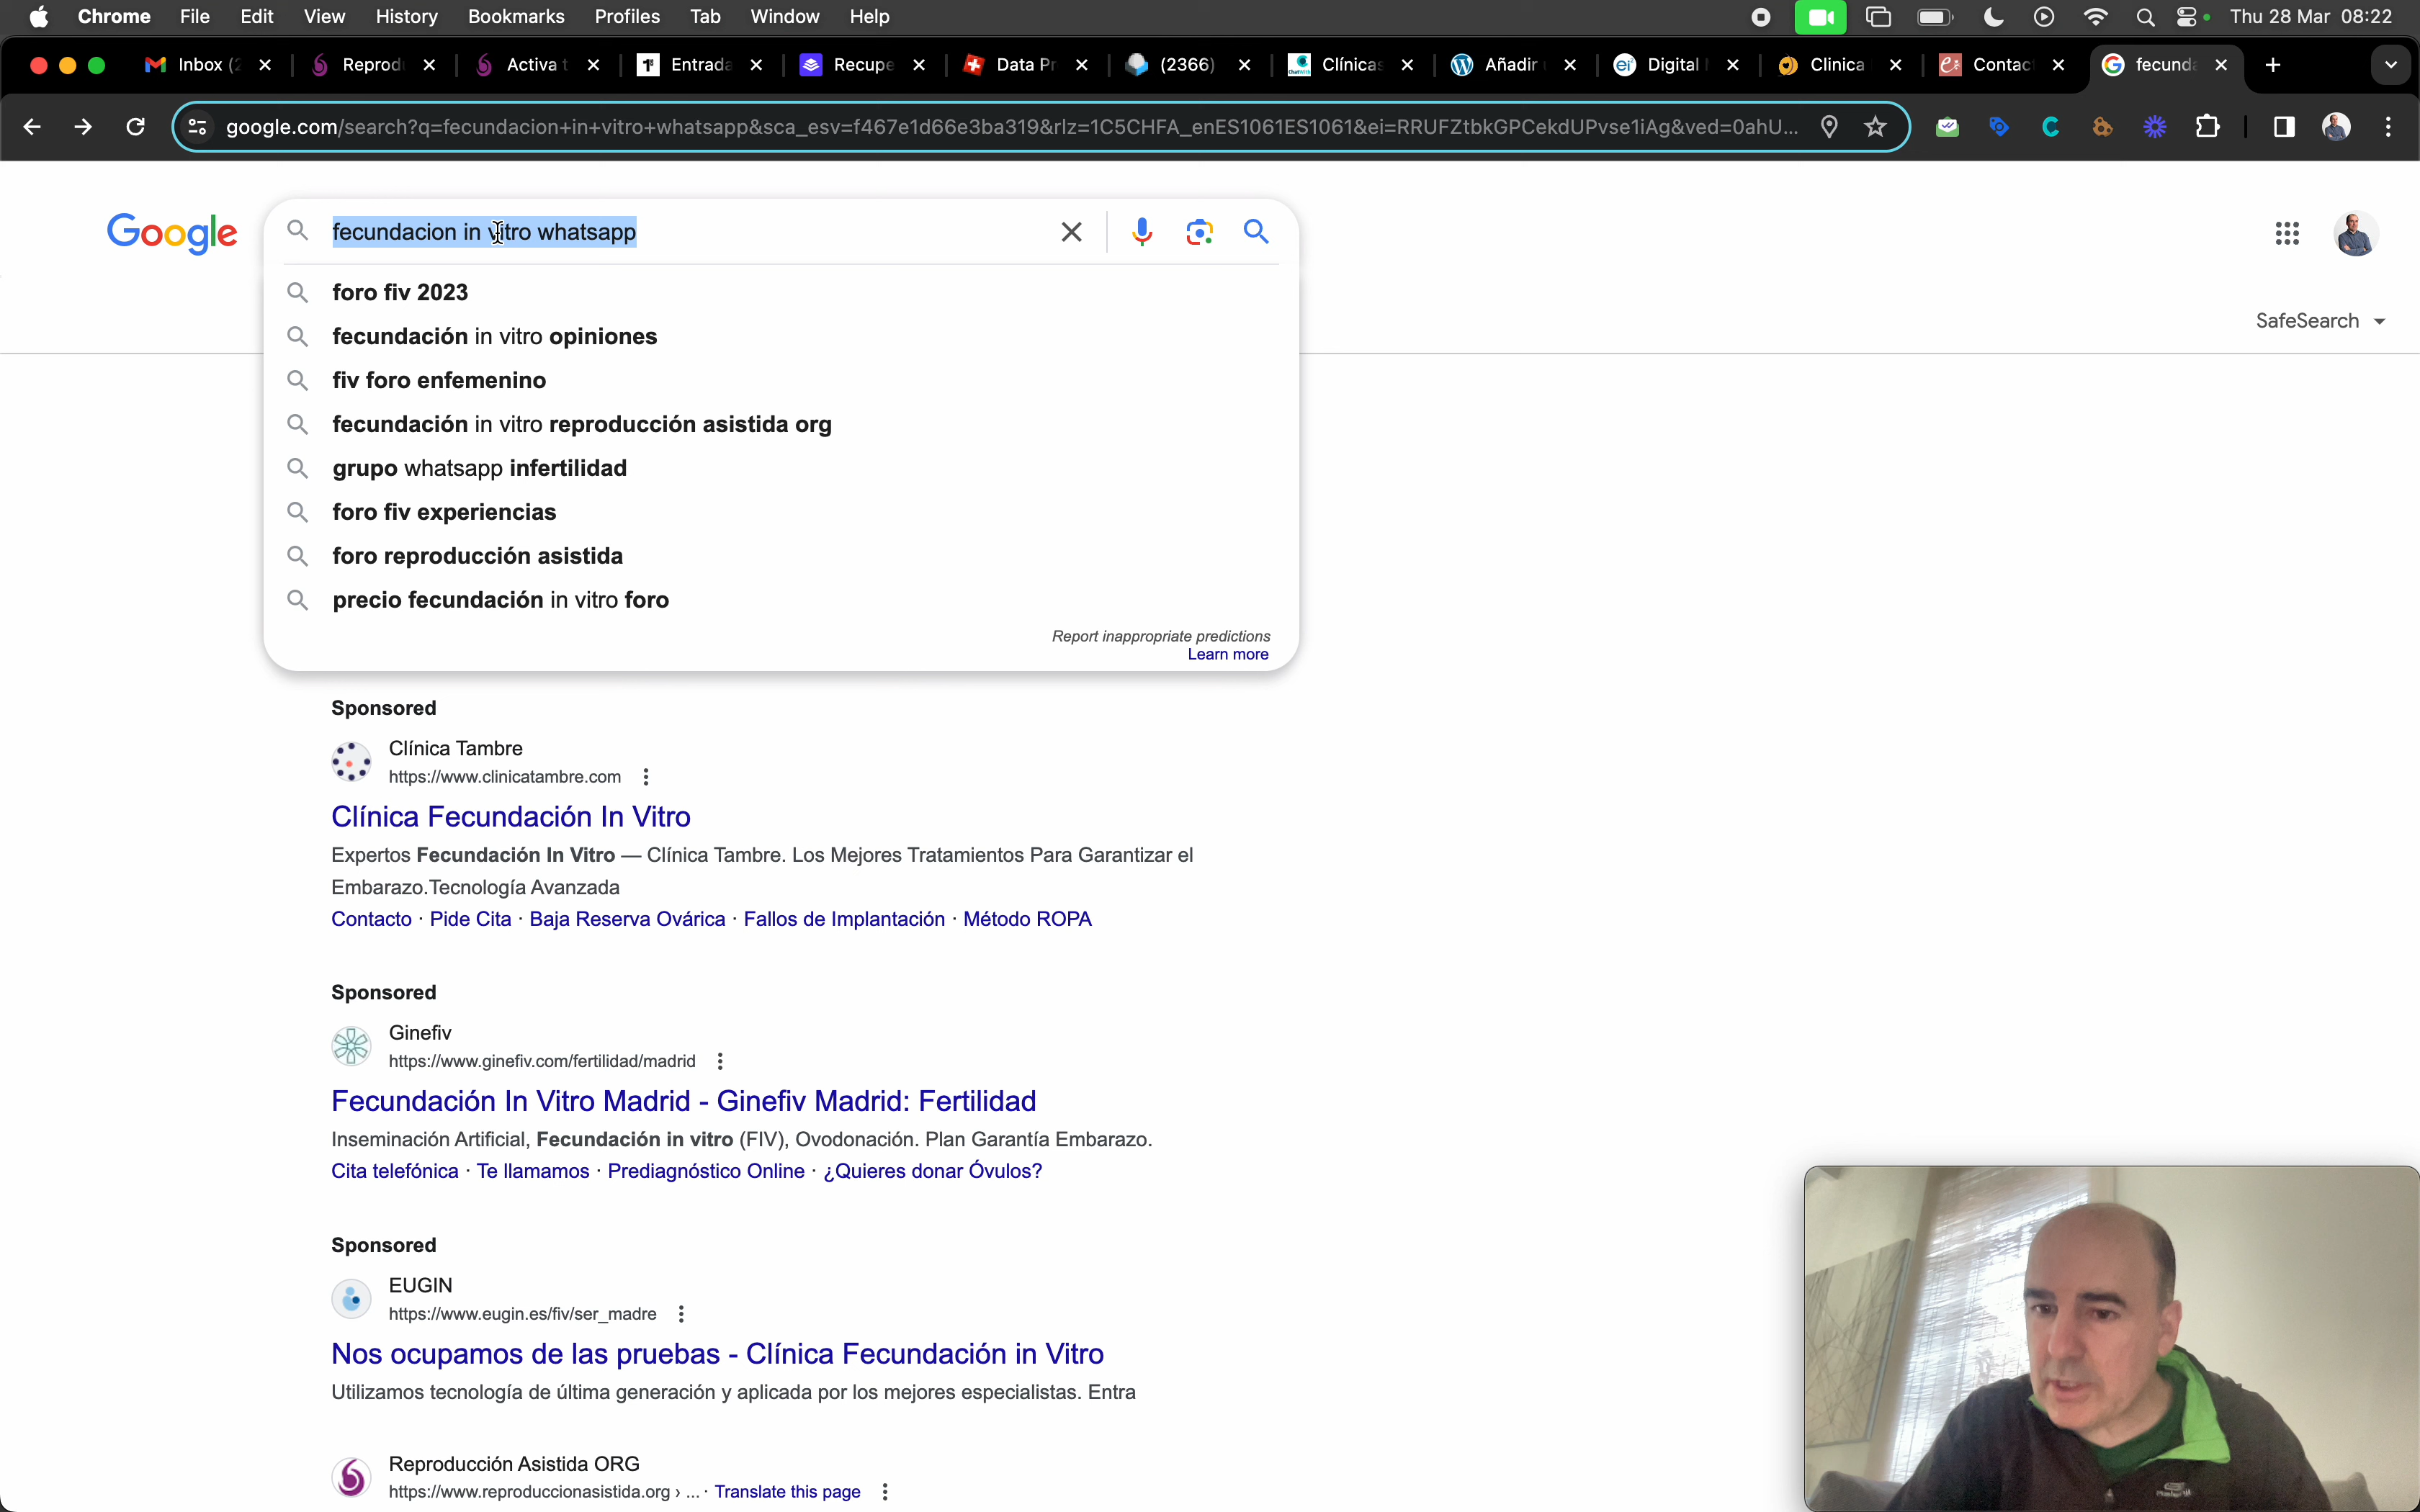 Chrome File Edit View History Bookmarks Profiles Tab Window Help Thu 28 Mar 08:22
Inbox (2 Reprod Activa t Entrada Recupe Data Pr (2366) Clínicas Añadir Digital Clinica Contac fecund
google.com/search?q=fecundacion+in+vitro+whatsapp&sca_esv=f467e1d66e3ba319&rlz=1C5CHFA_enES1061ES1061&ei=RRUFZtbkGPCekdUPvse1iAg&ved=0ahU...
Google fecundacion in vitro whatsapp
foro fiv 2023
SafeSearch
fecundación in vitro opiniones
fiv foro enfemenino
fecundación in vitro reproducción asistida org
grupo whatsapp infertilidad
foro fiv experiencias
foro reproducción asistida
precio fecundación in vitro foro
Report inappropriate predictions
Learn more
Sponsored
Clínica Tambre
https://www.clinicatambre.com
Clínica Fecundación In Vitro
Expertos Fecundación In Vitro — Clínica Tambre. Los Mejores Tratamientos Para Garantizar el
Embarazo.Tecnología Avanzada
Contacto · Pide Cita · Baja Reserva Ovárica · Fallos de Implantación · Método ROPA
Sponsored
Ginefiv
https://www.ginefiv.com/fertilidad/madrid
Fecundación In Vitro Madrid - Ginefiv Madrid: Fertilidad
Inseminación Artificial, Fecundación in vitro (FIV), Ovodonación. Plan Garantía Embarazo.
Cita telefónica · Te llamamos · Prediagnóstico Online · ¿Quieres donar Óvulos?
Sponsored
EUGIN
https://www.eugin.es/fiv/ser_madre
Nos ocupamos de las pruebas - Clínica Fecundación in Vitro
Utilizamos tecnología de última generación y aplicada por los mejores especialistas. Entra
Reproducción Asistida ORG
https://www.reproduccionasistida.org › ... · Translate this page